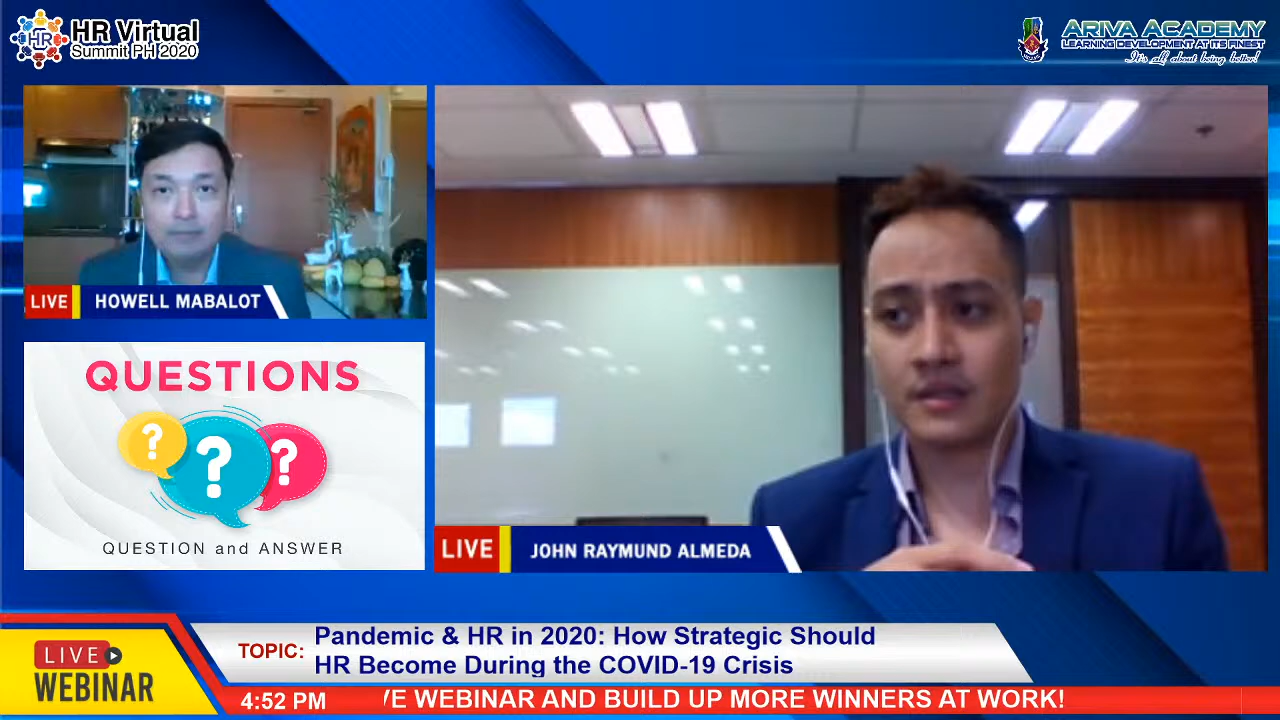 HR Virtual
Summit PH 2020
HR
ARIVA ACADEMY
LEARNING DEVELOPMENT AT ITS FINEST
It's all about being better!
LIVE HOWELL MABALOT
QUESTIONS
? ? ?
QUESTION and ANSWER
LIVE JOHN RAYMUND ALMEDA
LIVE
WEBINAR
TOPIC:
Pandemic & HR in 2020: How Strategic Should
HR Become During the COVID-19 Crisis
4:52 PM
WEBINAR AND BUILD UP MORE WINNERS AT WORK!